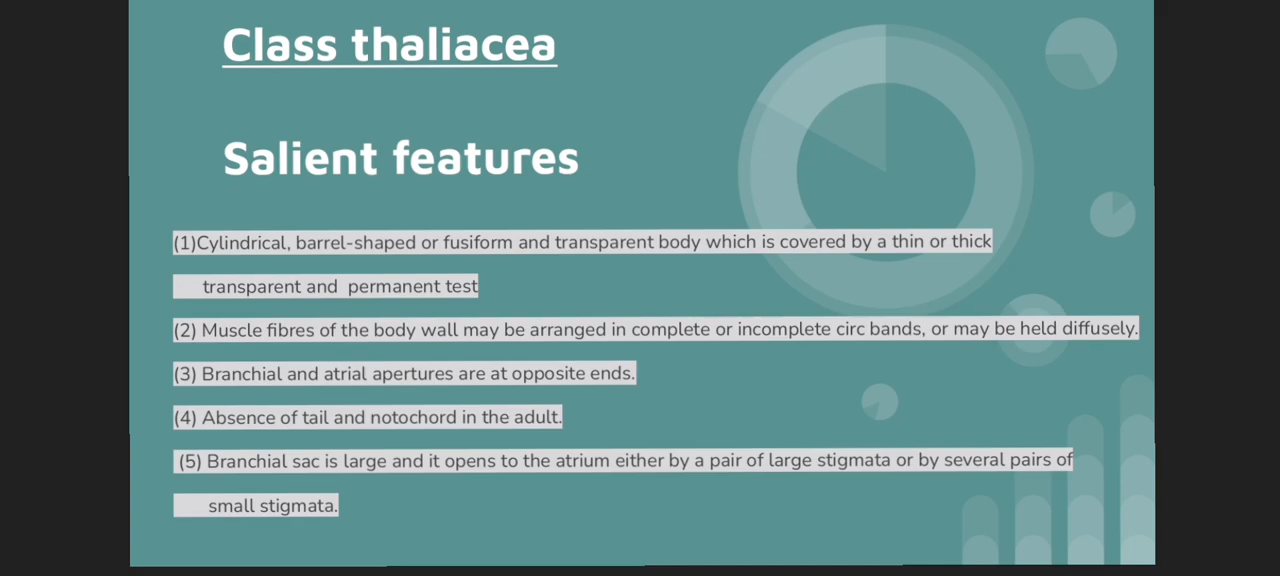 Class thaliacea
Salient features
(1)Cylindrical, barrel-shaped or fusiform and transparent body which is covered by a thin or thick
transparent and permanent test
(2) Muscle fibres of the body wall may be arranged in complete or incomplete circ bands, or may be held diffusely.
(3) Branchial and atrial apertures are at opposite ends.
(4) Absence of tail and notochord in the adult.
(5) Branchial sac is large and it opens to the atrium either by a pair of large stigmata or by several pairs of
small stigmata.